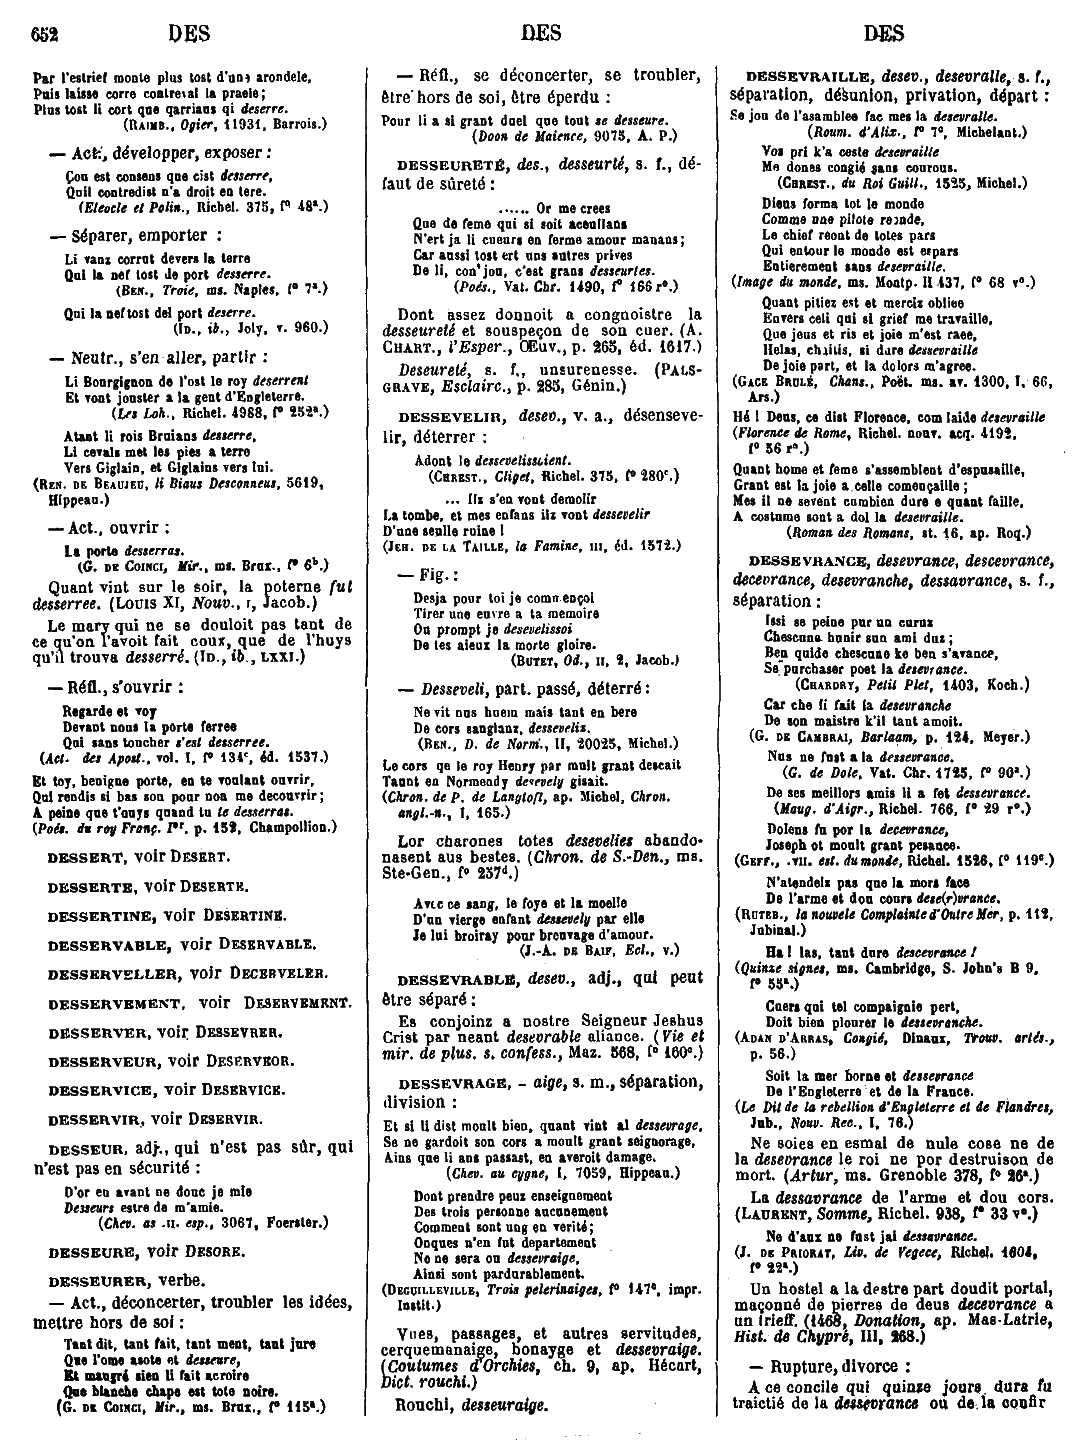 652 DES DES DES
Par l'estrief monte plus tost d'une arondele,
Puis laisse corre contreval la praele;
Plus tost li cort que qarriaus qi deserre.
(RAIMB., Ogier, 11931, Barrois.)
— Act., développer, exposer :
Çou est consens que cist desserre,
Quil contredist n'a droit en tere.
(Eleocle et Polin., Richel. 375, f° 48ª.)
— Séparer, emporter :
Li vanz corrut devers la terre
Qui la nef tost de port desserre.
(BEN., Troie, ms. Naples, f° 7ª.)
Qui la nef tost del port deserre.
(ID., ib., Joly, v. 960.)
— Neutr., s'en aller, partir :
Li Bourgignon de l'ost le roy deserrent
Et vont jouster a la gent d'Engleterre.
(Les Loh., Richel. 4988, f° 252ª.)
Atant li rois Bruians desserre,
Li cevals met les pies a terre
Vers Giglain, et Giglains vers lui.
(REN. DE BEAUJEU, li Biaus Desconneus, 5619,
Hippeau.)
— Act., ouvrir :
La porte desserras.
(G. DE COINCI, Mir., ms. Brux., f° 6ᵇ.)
Quant vint sur le soir, la poterne fut
desserree. (LOUIS XI, Nouv., I, Jacob.)
Le mary qui ne se douloit pas tant de
ce qu'on l'avoit fait coux, que de l'huys
qu'il trouva desserré. (ID., ib., LXXI.)
— Réfl., s'ouvrir :
Regarde et voy
Devant nous la porte ferree
Qui sans toucher s'est desserree.
(Act. des Apost., vol. I, f° 134ᶜ, éd. 1537.)
Et toy, benigne porte, en te voulant ouvrir,
Qui rendis si bas son pour non me decouvrir;
A peine que t'ouys quand tu te desserras.
(Poés. du roy Franç. Iᵉʳ, p. 152, Champollion.)
DESSERT, voir DESERT.
DESSERTE, voir DESERTE.
DESSERTINE, voir DESERTINE.
DESSERVABLE, voir DESERVABLE.
DESSERVELLER, voir DECERVELER.
DESSERVEMENT, voir DESERVEMENT.
DESSERVER, voir DESSEVRER.
DESSERVEUR, voir DESERVEOR.
DESSERVICE, voir DESERVICE.
DESSERVIR, voir DESERVIR.
DESSEUR, adj., qui n'est pas sûr, qui
n'est pas en sécurité :
D'or en avant ne donc je mie
Desseurs estre de m'amie.
(Chev. as .II. esp., 3067, Foerster.)
DESSEURE, voir DESORE.
DESSEURER, verbe.
— Act., déconcerter, troubler les idées,
mettre hors de soi :
Tant dit, tant fait, tant ment, tant jure
Que l'ome asote et desseure,
Et maugré sien li fait acroire
Que blanche chape est tote noire.
(G. DE COINCI, Mir., ms. Brux., f° 115ª.)
— Réfl., se déconcerter, se troubler,
être hors de soi, être éperdu :
Pour li a si grant duel que tout se desseure.
(Doon de Maience, 9075, A. P.)
DESSEURETÉ, des., desseurté, s. f., dé-
faut de sûreté :
...... Or me crees
Que de feme qui si soit aceullans
N'ert ja li cueurs en ferme amour manans;
Car aussi tost ert uns autres prives
De li, con jou, c'est grans desseurtes.
(Poés., Vat. Chr. 1490, f° 166 r°.)
Dont assez donnoit a congnoistre la
desseureté et souspeçon de son cuer. (A.
CHART., l'Esper., Œuv., p. 265, éd. 1617.)
Deseureté, s. f., unsurenesse. (PALS-
GRAVE, Esclairc., p. 285, Génin.)
DESSEVELIR, desev., v. a., désenseve-
lir, déterrer :
Adont le dessevelissuient.
(CHREST., Cliget, Richel. 375, f° 280ᶜ.)
... Ilz s'en vont demolir
La tombe, et mes enfans ilz vont dessevelir
D'une seulle ruine !
(JEH. DE LA TAILLE, la Famine, III, éd. 1572.)
— Fig. :
Desja pour toi je commençol
Tirer une euvre a ta memoire
Ou prompt je desevelissoi
De tes aieux la morte gloire.
(BUTET, Od., II, 2, Jacob.)
— Desseveli, part. passé, déterré :
Ne vit nus huem mais tant en bere
De cors sanglanz, desseveliz.
(BEN., D. de Norm., II, 20025, Michel.)
Le cors qe le roy Henry par mult grant descait
Taunt en Normendy desevely gisait.
(Chron. de P. de Langtoft, ap. Michel, Chron.
angl.-n., I, 165.)
Lor charones totes desevelies abando-
nasent aus bestes. (Chron. de S.-Den., ms.
Ste-Gen., f° 237ᵈ.)
Avec ce sang, le foye et la moelle
D'un vierge enfant dessevely par elle
Je lui broiray pour breuvage d'amour.
(J.-A. DE BAIF, Ecl., V.)
DESSEVRABLE, desev., adj., qui peut
être séparé :
Es conjoinz a nostre Seigneur Jeshus
Crist par neant desevrable aliance. (Vie et
mir. de plus. s. confess., Maz. 568, f° 160ᵉ.)
DESSEVRAGE, - aige, s. m., séparation,
division :
Et si li dist moult bien, quant vint al dessevrage,
Se ne gardoit son cors a moult grant seignorage,
Ains que li ans passast, en averoit damage.
(Chev. au cygne, I, 7059, Hippeau.)
Dont prendre peuz enseignement
Des trois personne aucunement
Comment sont ung en verité;
Onques n'en fut departement
Ne ne sera ou dessevraige,
Ainsi sont pardurablement.
(DEGUILLEVILLE, Trois pelerinaiges, f° 147ᵉ, impr.
Instit.)
Vues, passages, et autres servitudes,
cerquemanaige, bonayge et dessevraige.
(Coutumes d'Orchies, ch. 9, ap. Hécart,
Dict. rouchi.)
Rouchi, desseuraige.
DESSEVRAILLE, desev., desevralle, s. f.,
séparation, désunion, privation, départ :
Se jou de l'asamblee fac mes la desevralle.
(Roum. d'Alix., f° 7ᵉ, Michelant.)
Vos pri k'a ceste desevraille
Me dones congié sans courous.
(CHREST., du Roi Guill., 1525, Michel.)
Dieus forma tot le monde
Comme une pilote reonde,
Le chief reont de totes pars
Qui entour le monde est espars
Entierement sans desevraille.
(Image du monde, ms. Montp. H 437, f° 68 v°.)
Quant pitiez est et merciz obliee
Envers celi qui si grief me travaille,
Que jeus et ris et joie m'est raee,
Helas, chaitis, si dure dessevraille
De joie part, et la dolors m'agree.
(GACE BRULÉ, Chans., Poët. ms. av. 1300, I, 66,
Ars.)
Hé ! Deus, ce dist Florence, com laide desevraille
(Florence de Rome, Richel. nouv. acq. 4192,
f° 56 r°.)
Quant home et feme s'assemblent d'espusaille,
Grant est la joie a celle començaille ;
Mes il ne sevent cumbien dure e quant faille,
A costume sont a dol la desevraille.
(Roman des Romans, st. 16, ap. Roq.)
DESSEVRANCE, desevrance, descevrance,
decevrance, desevranche, dessavrance, s. f.,
séparation :
Issi se peine pur un curuz
Chescuns honir sun ami duz ;
Ben quide chescuns ke ben s'avance,
Se purchaser poet la desevrance.
(CHARDRY, Petit Plet, 1403, Koch.)
Car che li fait la desevranche
De son maistre k'il tant amoit.
(G. DE CAMBRAI, Barlaam, p. 124, Meyer.)
Nus ne fust a la dessevrance.
(G. de Dole, Vat. Chr. 1725, f° 90ª.)
De ses meillors amis li a fet dessevrance.
(Maug. d'Aigr., Richel. 766, f° 29 r°.)
Dolens fu por la decevrance,
Joseph ot moult grant pesance.
(GEFF., .VII. est. du monde, Richel. 1526, f° 119ᶜ.)
N'atendeiz pas que la mors face
De l'arme et dou cours dese(r)vrance.
(RUTEB., la nouvele Complainte d'Outre Mer, p. 112,
Jubinal.)
Ha ! las, tant dure descevrance !
(Quinze signes, ms. Cambridge, S. John's B 9,
f° 55ª.)
Cuers qui tel compaignie pert,
Doit bien plourer le dessevranche.
(ADAN D'ARRAS, Congié, Dinaux, Trouv. artés.,
p. 56.)
Soit la mer borne et dessevrance
De l'Engleterre et de la France.
(Le Dit de la rebellion d'Engleterre et de Flandres,
Jub., Nouv. Rec., I, 76.)
Ne soies en esmai de nule cose ne de
la desevrance le roi ne por destruison de
mort. (Artur, ms. Grenoble 378, f° 26ª.)
La dessavrance de l'arme et dou cors.
(LAURENT, Somme, Richel. 938, f° 33 v°.)
Ne d'aux ne fust jai dessavrance.
(J. DE PRIORAT, Liv. de Vegece, Richel. 1604,
f° 22ª.)
Un hostel a la destre part doudit portal,
maçonné de pierres de deus decevrance a
un trieff. (1468, Donation, ap. Mas-Latrie,
Hist. de Chypre, III, 268.)
— Rupture, divorce :
A ce concile qui quinze jours dura fu
traictié de la dessevrance ou de la confir